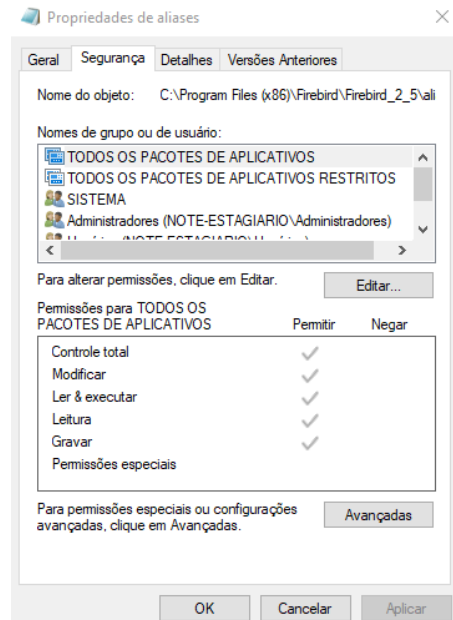 Propriedades de aliases
Geral Segurança Detalhes Versões Anteriores
Nome do objeto: C:\Program Files (x86)\Firebird\Firebird_2_5\ali
Nomes de grupo ou de usuário:
TODOS OS PACOTES DE APLICATIVOS
TODOS OS PACOTES DE APLICATIVOS RESTRITOS
SISTEMA
Administradores (NOTE-ESTAGIARIO\Administradores)
Para alterar permissões, clique em Editar.
Editar...
Permissões para TODOS OS
PACOTES DE APLICATIVOS Permitir Negar
Controle total
Modificar
Ler & executar
Leitura
Gravar
Permissões especiais
Para permissões especiais ou configurações
avançadas, clique em Avançadas.
Avançadas
OK Cancelar Aplicar